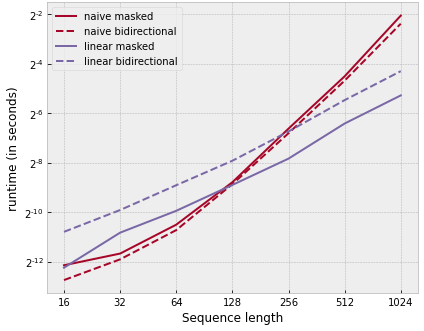 naive masked
naive bidirectional
linear masked
linear bidirectional
runtime (in seconds)
2^-2
2^-4
2^-6
2^-8
2^-10
2^-12
16 32 64 128 256 512 1024
Sequence length